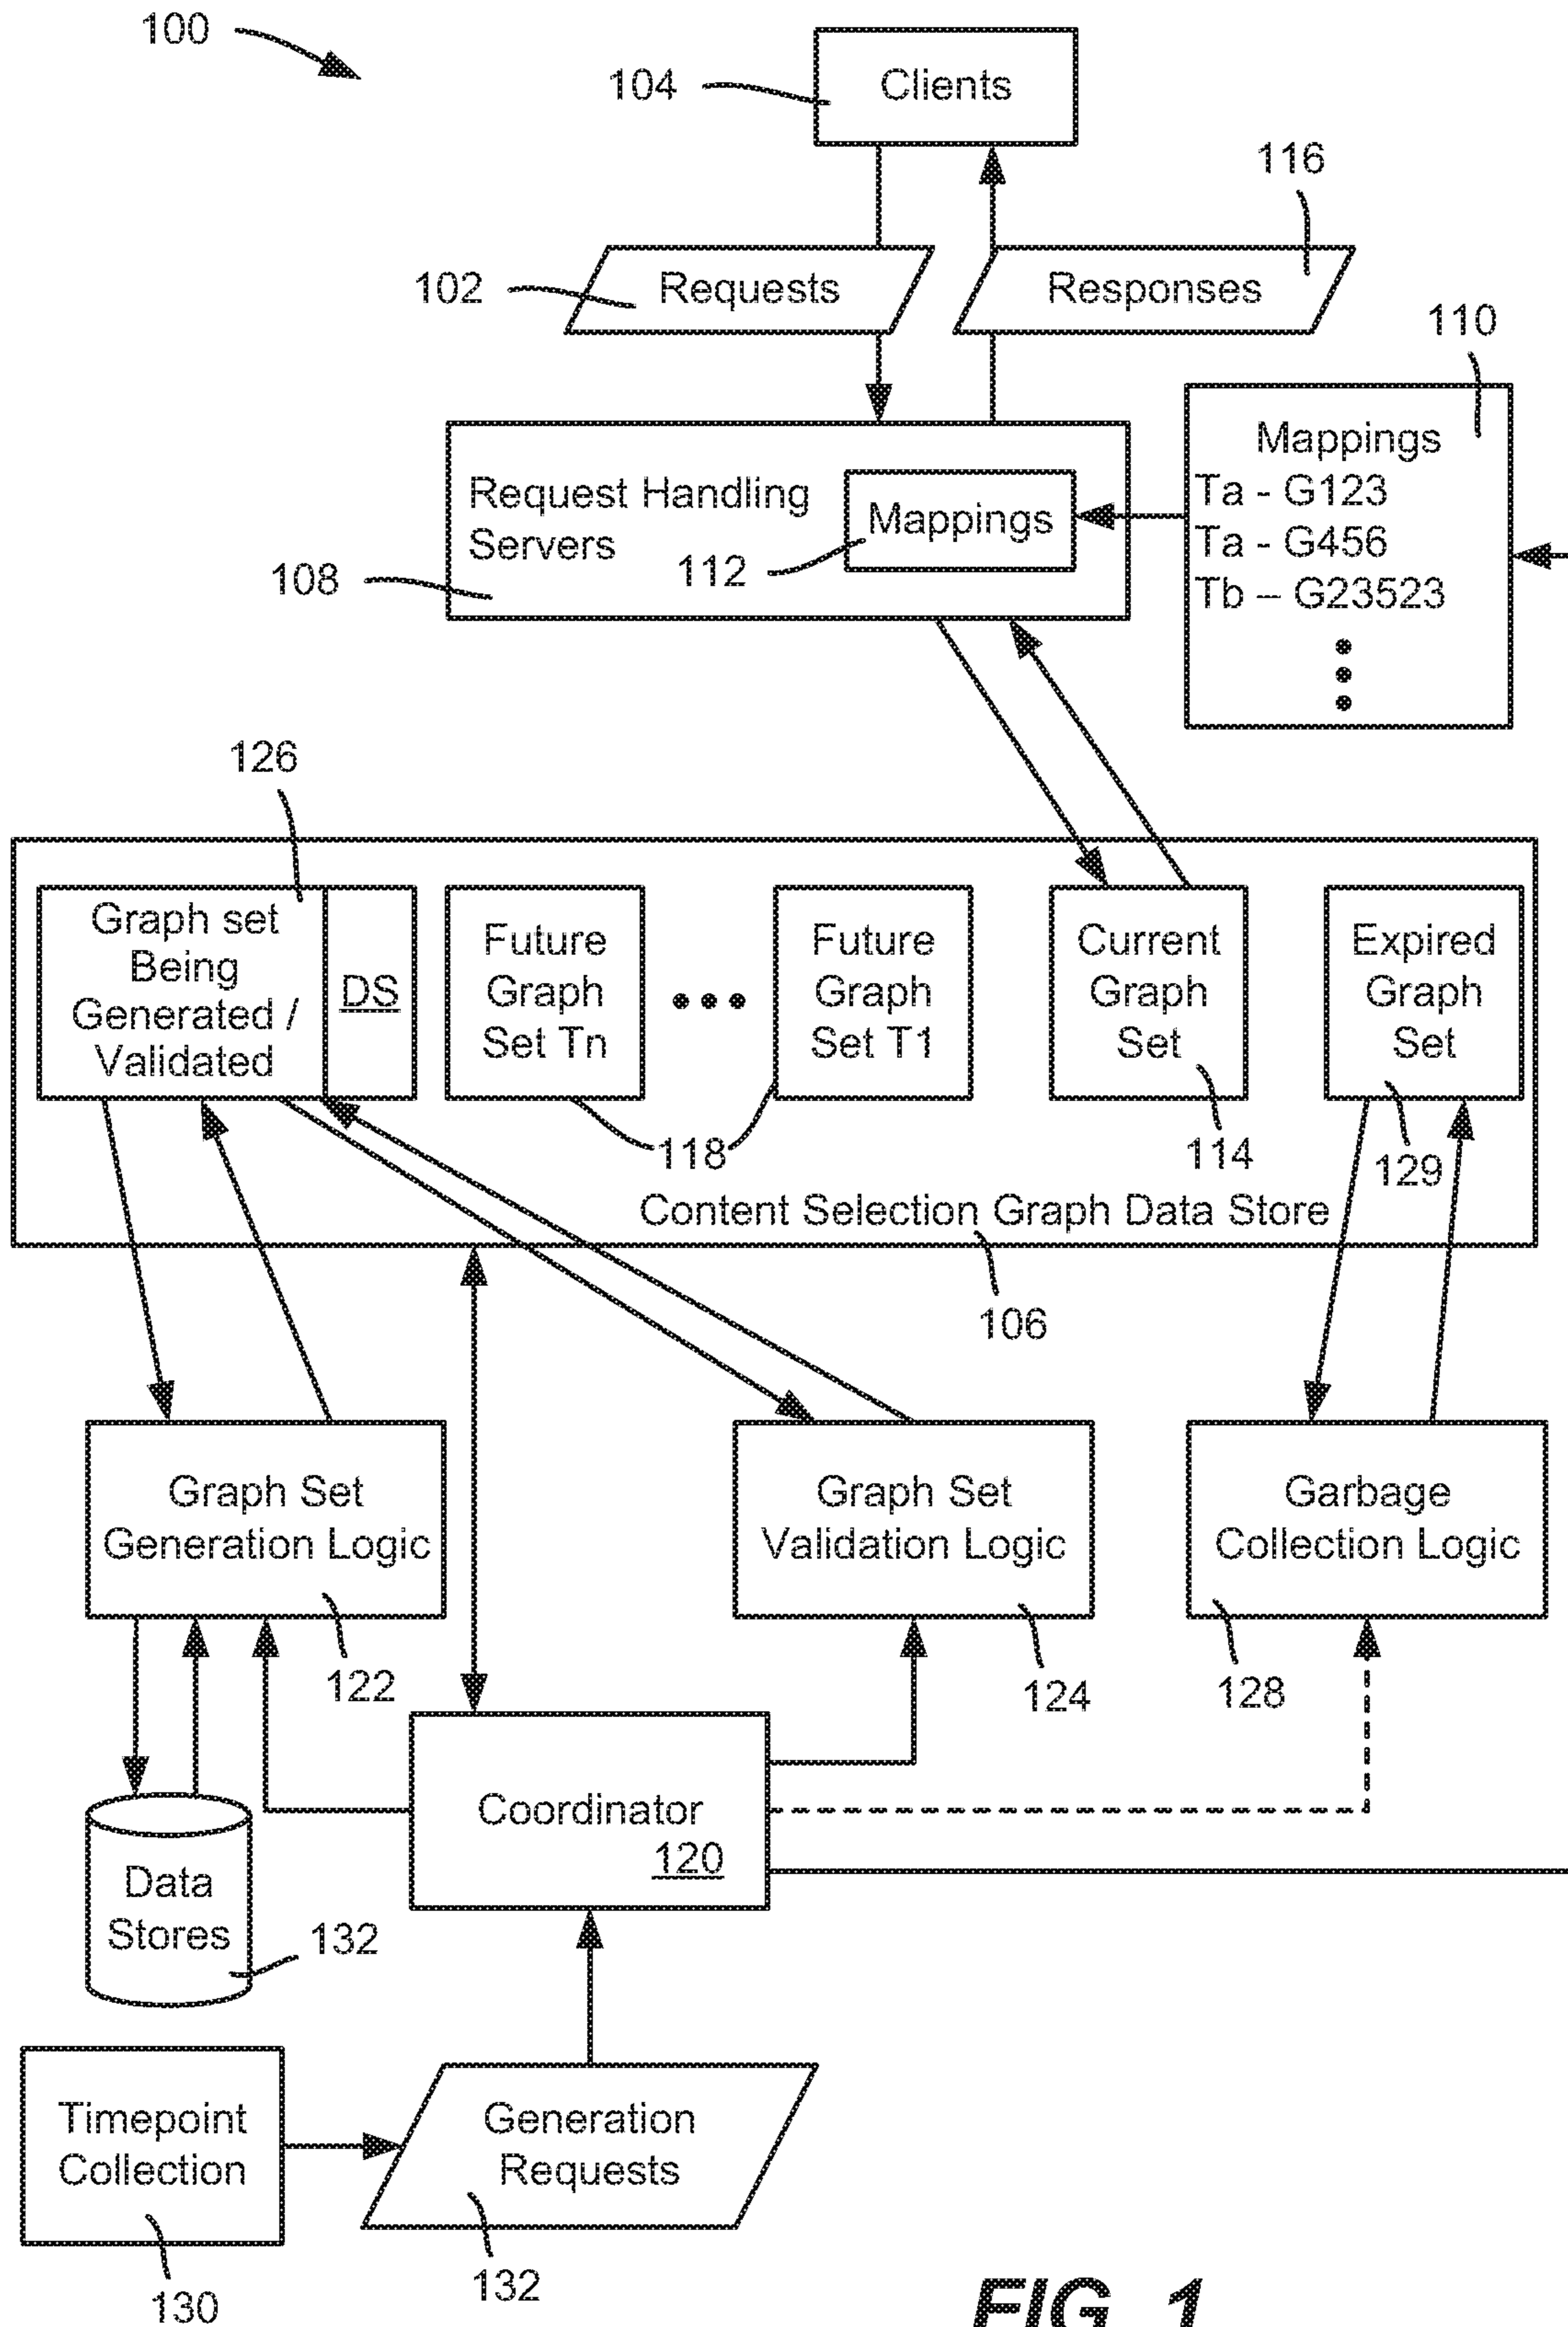 100
104
Clients
116
102
Requests
Responses
110
Mappings
Ta - G123
Ta - G456
Tb – G23523
Request Handling
Servers
Mappings
112
108
126
Graph set
Being
Generated /
Validated
DS
Future
Graph
Set Tn
Future
Graph
Set T1
Current
Graph
Set
Expired
Graph
Set
118
114
129
Content Selection Graph Data Store
106
Graph Set
Generation Logic
Graph Set
Validation Logic
Garbage
Collection Logic
122
124
128
Coordinator
120
Data
Stores
132
Timepoint
Collection
Generation
Requests
130
132
FIG. 1